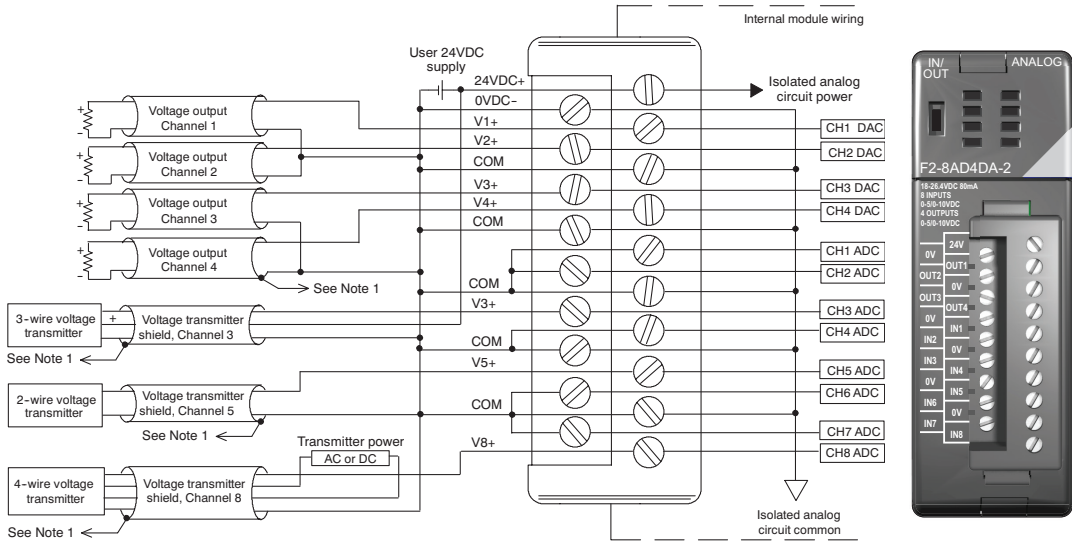 Internal module wiring
User 24VDC
supply
24VDC+
0VDC-
V1+
V2+
COM
V3+
V4+
COM
COM
V3+
COM
V5+
COM
V8+
Isolated analog
circuit power
CH1 DAC
CH2 DAC
CH3 DAC
CH4 DAC
CH1 ADC
CH2 ADC
CH3 ADC
CH4 ADC
CH5 ADC
CH6 ADC
CH7 ADC
CH8 ADC
Isolated analog
circuit common
+
-
Voltage output
Channel 1
+
-
Voltage output
Channel 2
+
-
Voltage output
Channel 3
+
-
Voltage output
Channel 4
See Note 1
3-wire voltage
transmitter
+
Voltage transmitter
shield, Channel 3
See Note 1
2-wire voltage
transmitter
Voltage transmitter
shield, Channel 5
See Note 1
Transmitter power
AC or DC
4-wire voltage
transmitter
Voltage transmitter
shield, Channel 8
See Note 1
IN/
OUT
ANALOG
F2-8AD4DA-2
18-26.4VDC 80mA
8 INPUTS
0-5/0-10VDC
4 OUTPUTS
0-5/0-10VDC
24V
0V
OUT1
OUT2
0V
OUT3
OUT4
0V
IN1
IN2
0V
IN3
IN4
0V
IN5
IN6
0V
IN7
IN8